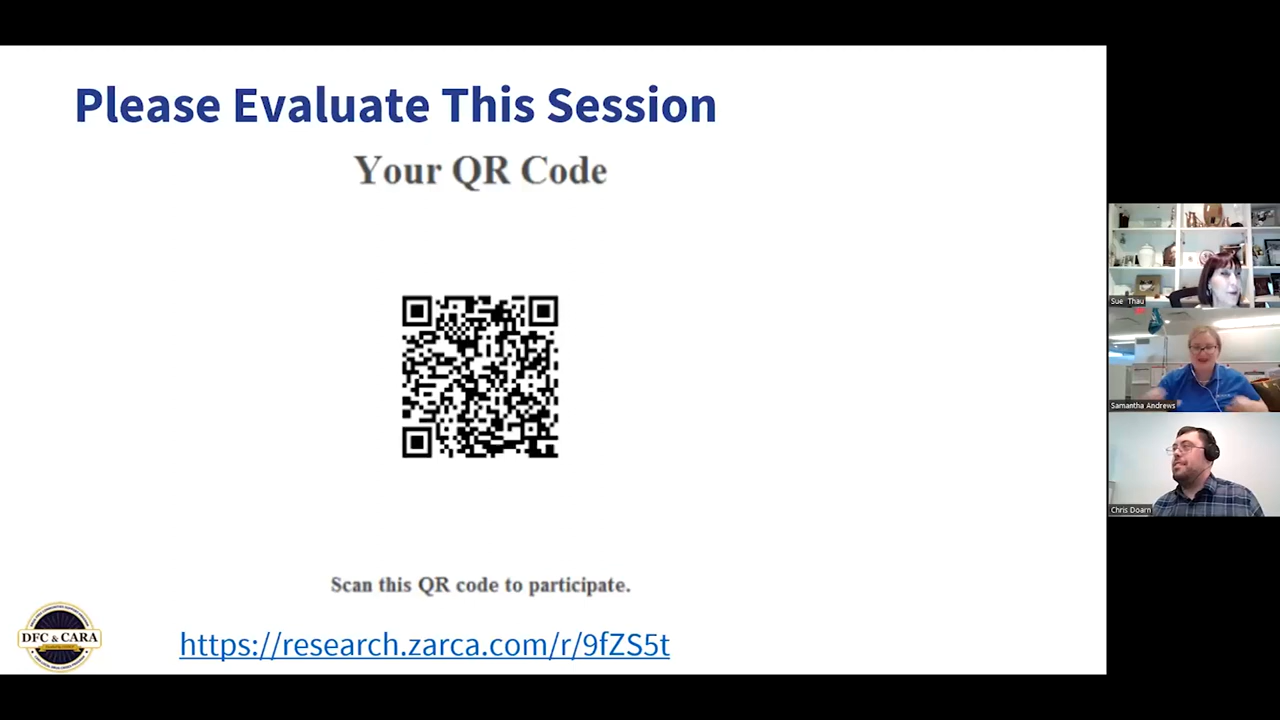 Please Evaluate This Session
Your QR Code
Scan this QR code to participate.
https://research.zarca.com/r/9fZS5t
DFC & CARA
Sue Thau
Samantha Andrews
Chris Doarn